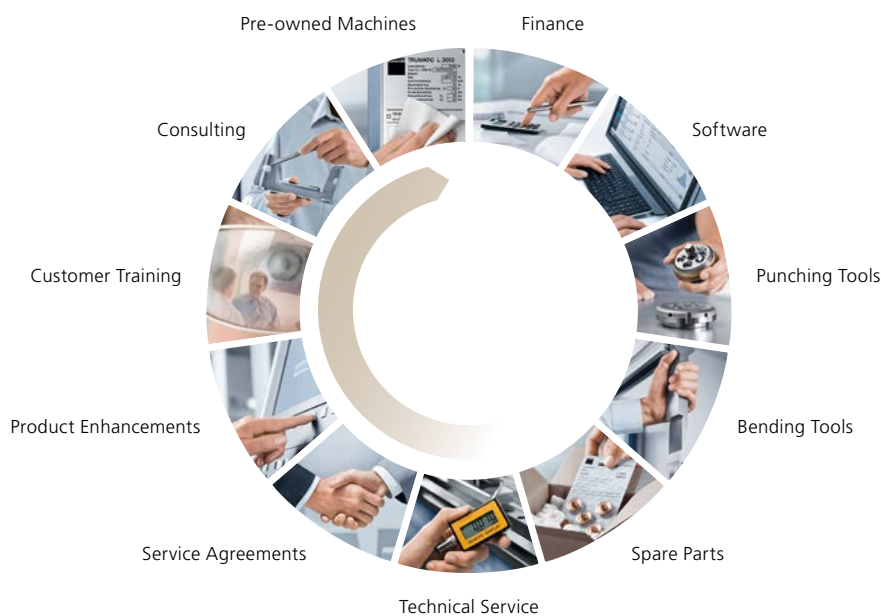 Pre-owned Machines
Finance
Consulting
Software
TRUMATIC L 3050
Customer Training
Punching Tools
Product Enhancements
Bending Tools
Service Agreements
Spare Parts
Technical Service